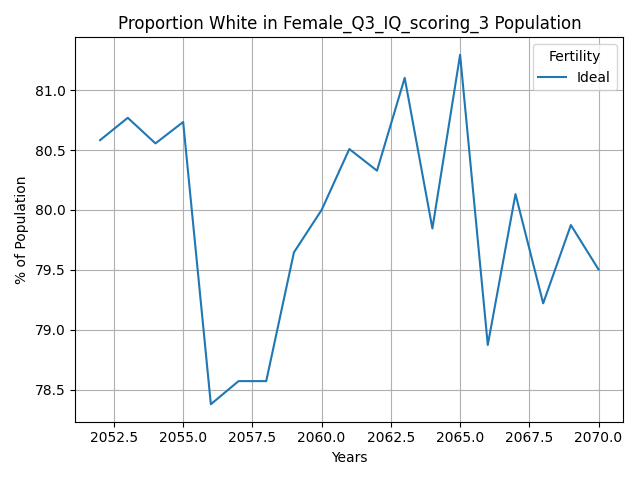 Proportion White in Female_Q3_IQ_scoring_3 Population
Fertility
Ideal
81.0
80.5
80.0
79.5
79.0
78.5
% of Population
2052.5 2055.0 2057.5 2060.0 2062.5 2065.0 2067.5 2070.0
Years